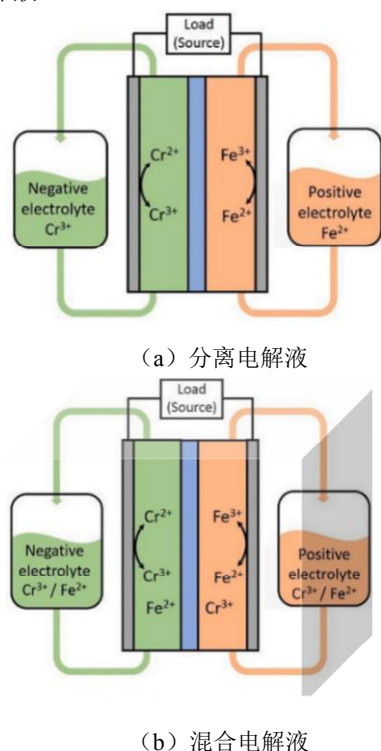 Load
(Source)
Cr²⁺
Fe³⁺
Negative
electrolyte
Cr³⁺
Cr³⁺
Fe²⁺
Positive
electrolyte
Fe²⁺
（a）分离电解液
Load
(Source)
Cr²⁺
Fe³⁺
Negative
electrolyte
Cr³⁺ / Fe²⁺
Cr³⁺
Fe²⁺
Fe²⁺
Cr³⁺
Positive
electrolyte
Cr³⁺ / Fe²⁺
（b）混合电解液